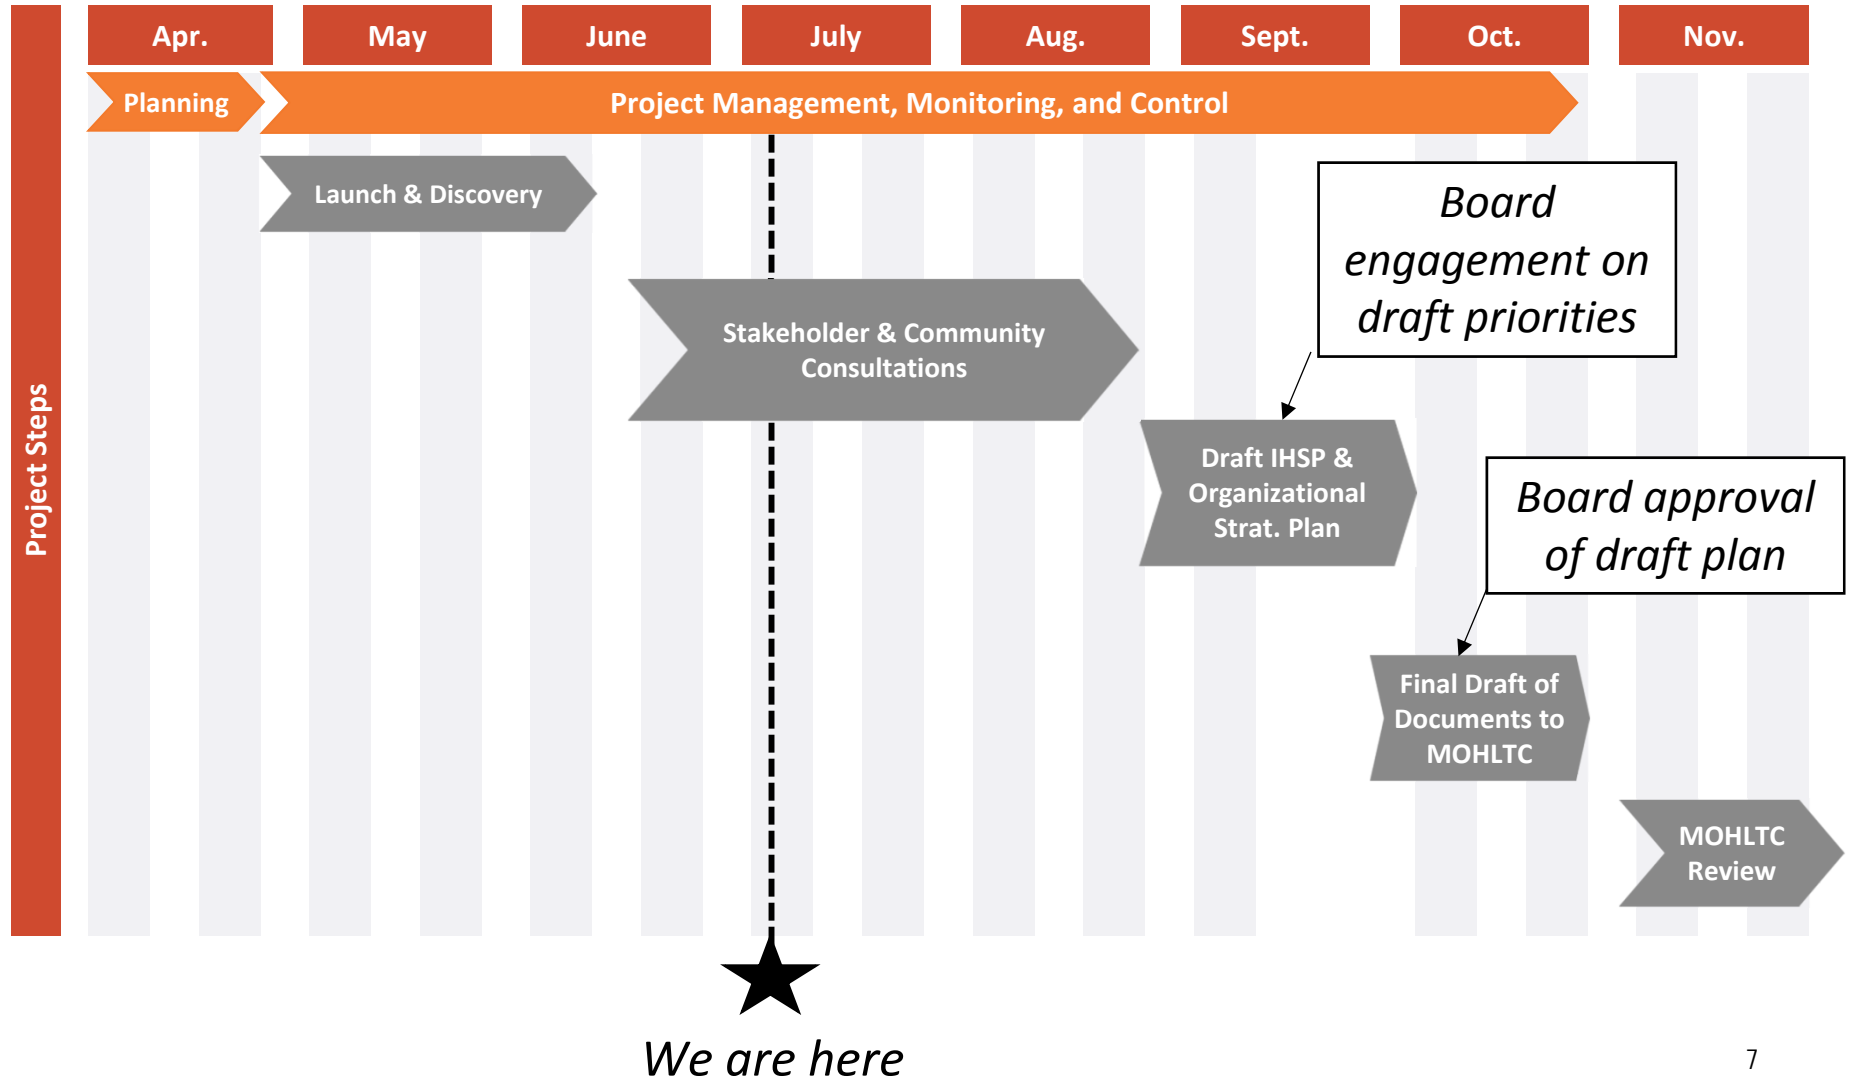 Apr.
May
June
July
Aug.
Sept.
Oct.
Nov.
Project Steps
Planning
Project Management, Monitoring, and Control
Launch & Discovery
Board
engagement on
draft priorities
Stakeholder & Community
Consultations
Draft IHSP &
Organizational
Strat. Plan
Board approval
of draft plan
Final Draft of
Documents to
MOHLTC
MOHLTC
Review
We are here
7